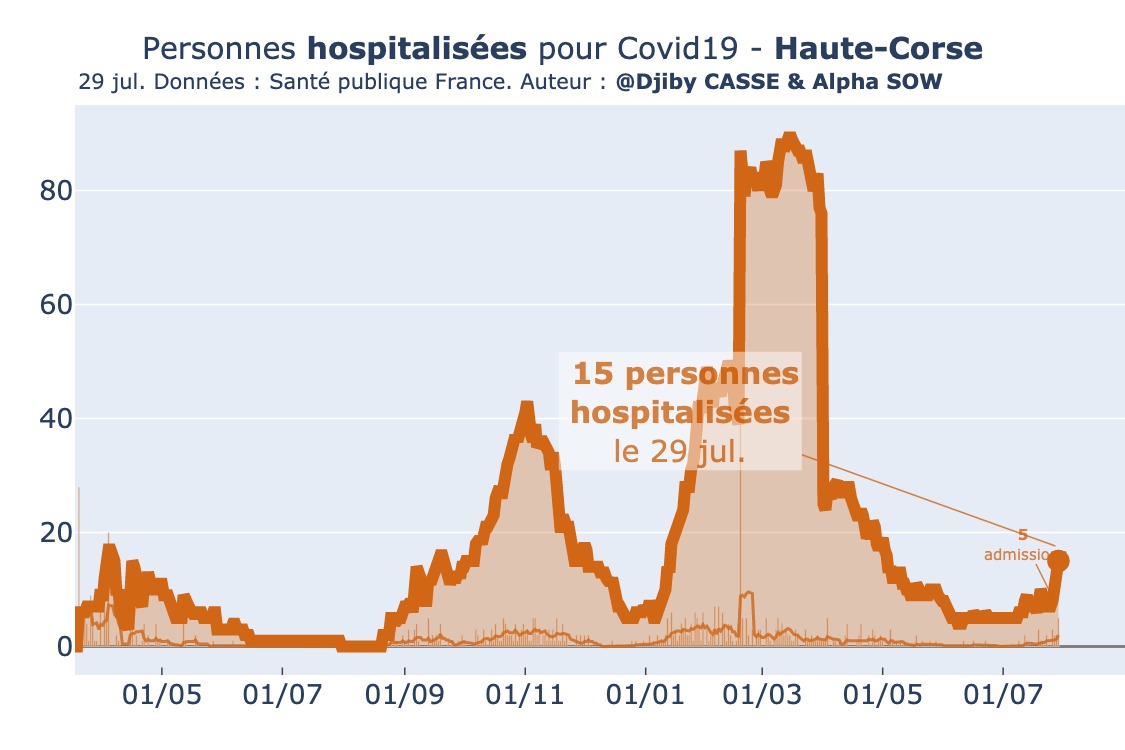 Personnes hospitalisées pour Covid19 - Haute-Corse
29 jul. Données : Santé publique France. Auteur : @Djiby CASSE & Alpha SOW
80
60
40
20
0
15 personnes
hospitalisées
le 29 jul.
5
admissio
01/05 01/07 01/09 01/11 01/01 01/03 01/05 01/07